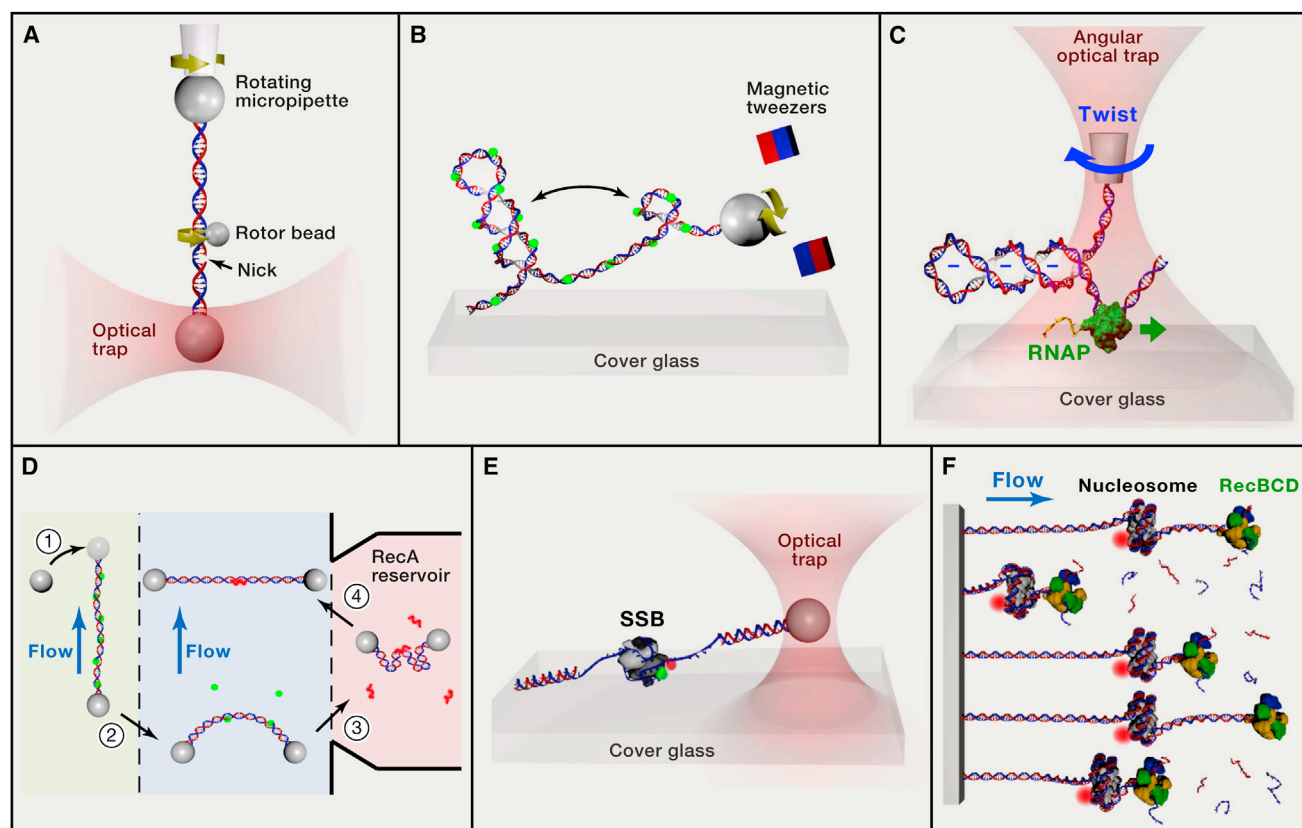 A
Rotating
micropipette
Rotor bead
Nick
Optical
trap
B
Magnetic
tweezers
Cover glass
C
Angular
optical trap
Twist
- - -
RNAP
Cover glass
D
1
Flow
2
Flow
3
4
RecA
reservoir
E
Optical
trap
SSB
Cover glass
F
Flow
Nucleosome
RecBCD